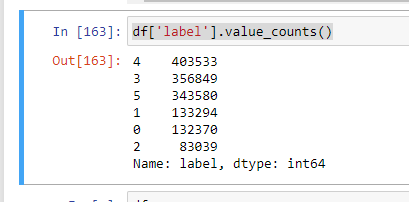 In [163]: df['label'].value_counts()
Out[163]: 4    403533
3    356849
5    343580
1    133294
0    132370
2     83039
Name: label, dtype: int64